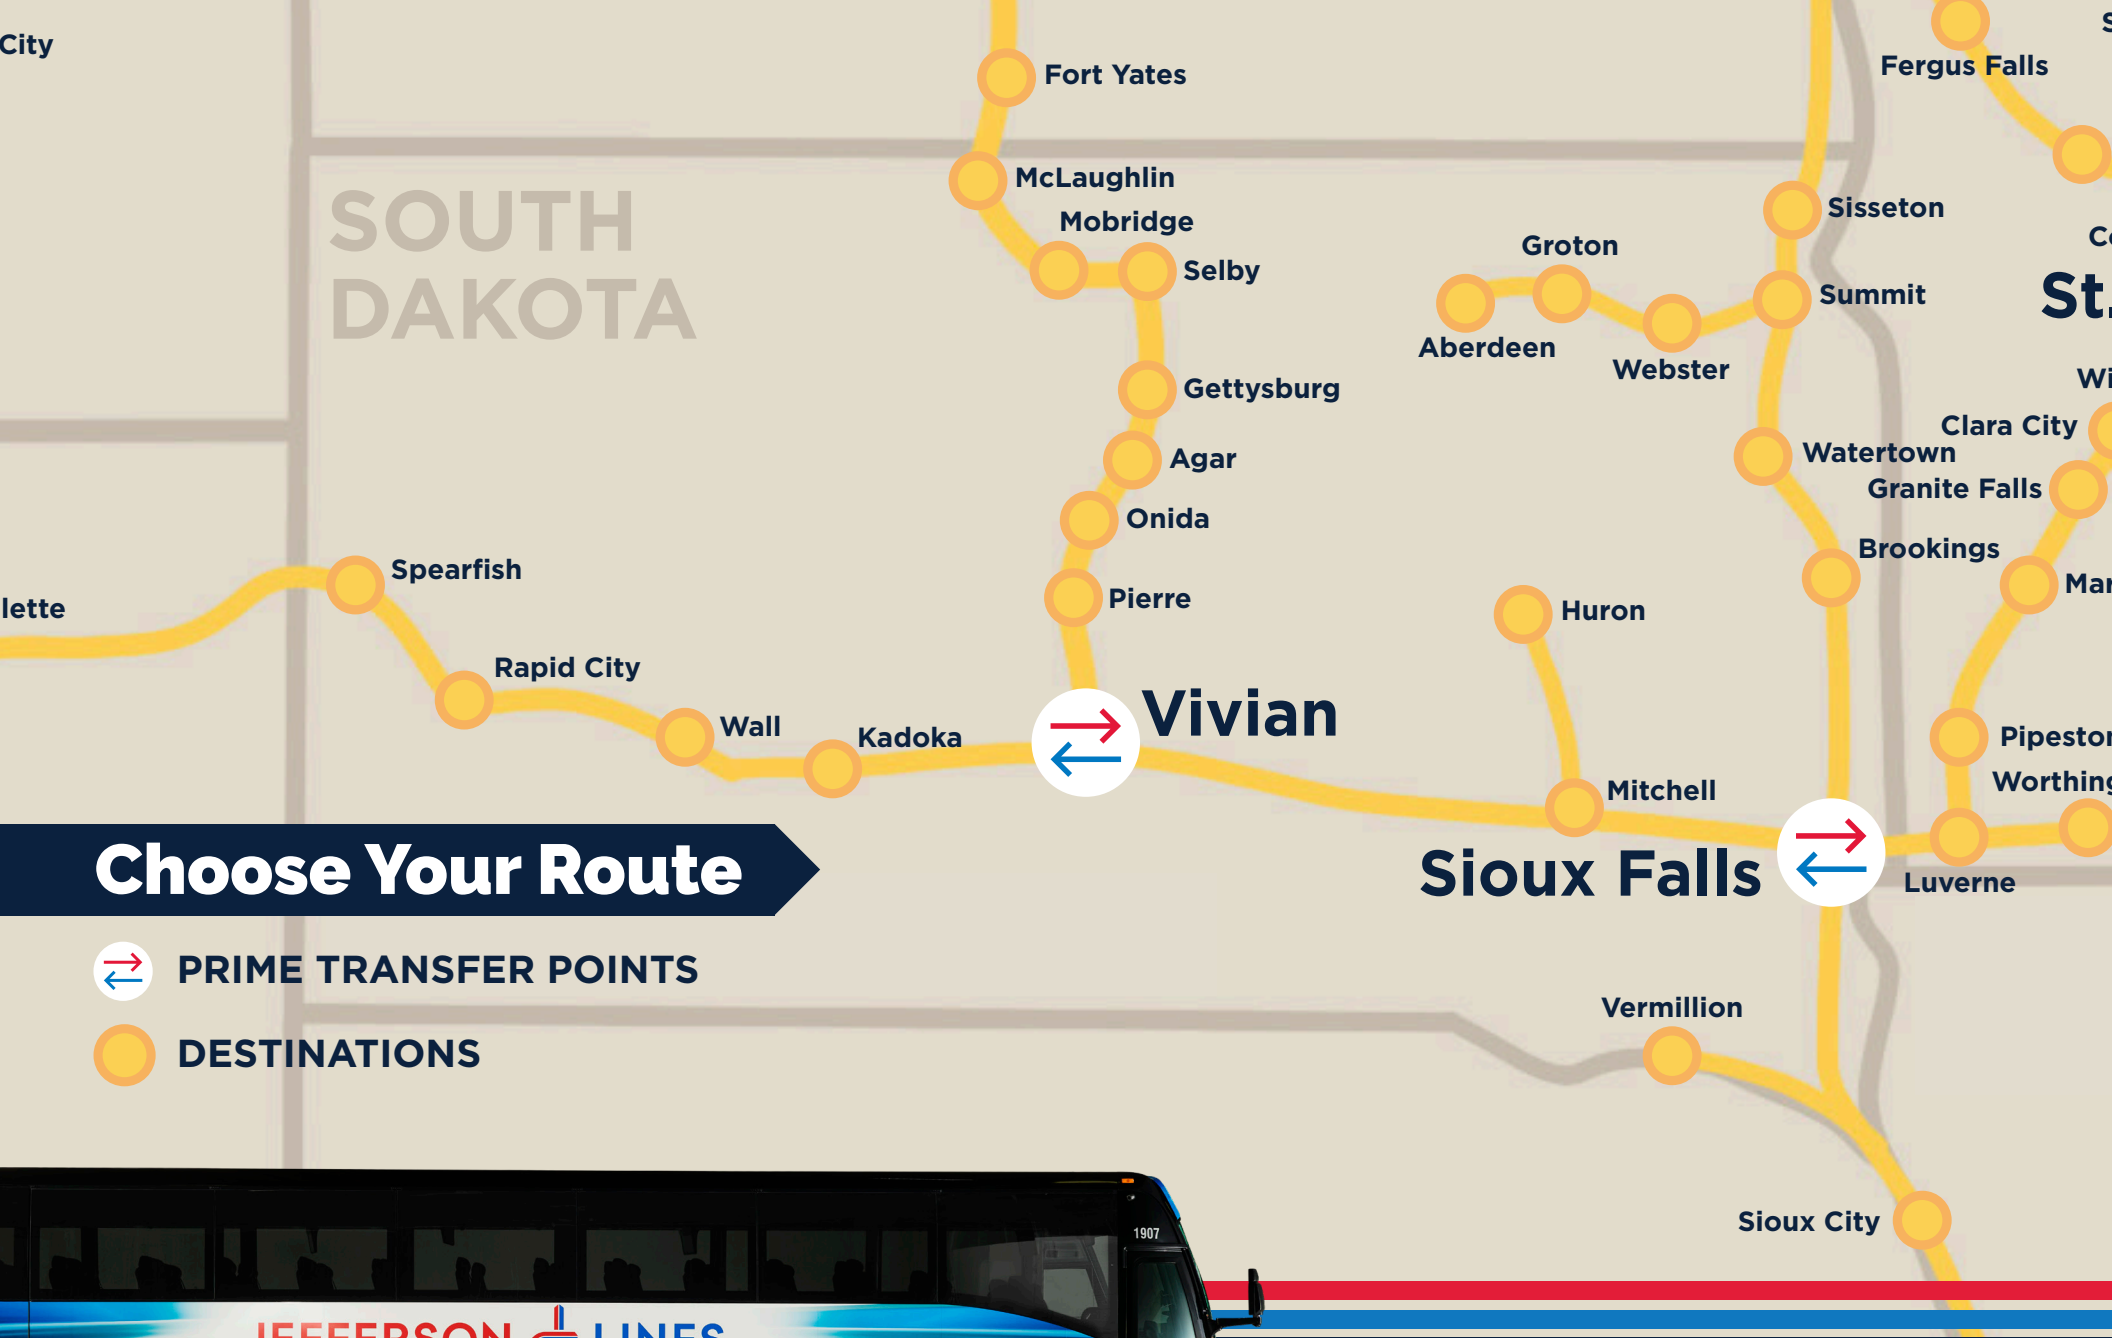 City
Fort Yates
Fergus Falls
McLaughlin
SOUTH
DAKOTA
Mobridge
Selby
Sisseton
Groton
Summit
St.
Aberdeen
Webster
Gettysburg
Clara City
Agar
Watertown
Granite Falls
Onida
Brookings
Spearfish
Pierre
Huron
lette
Rapid City
Vivian
Wall
Kadoka
Mitchell
Choose Your Route
Sioux Falls
Luverne
PRIME TRANSFER POINTS
Vermillion
DESTINATIONS
Sioux City
1907
JEFFERSON LINES